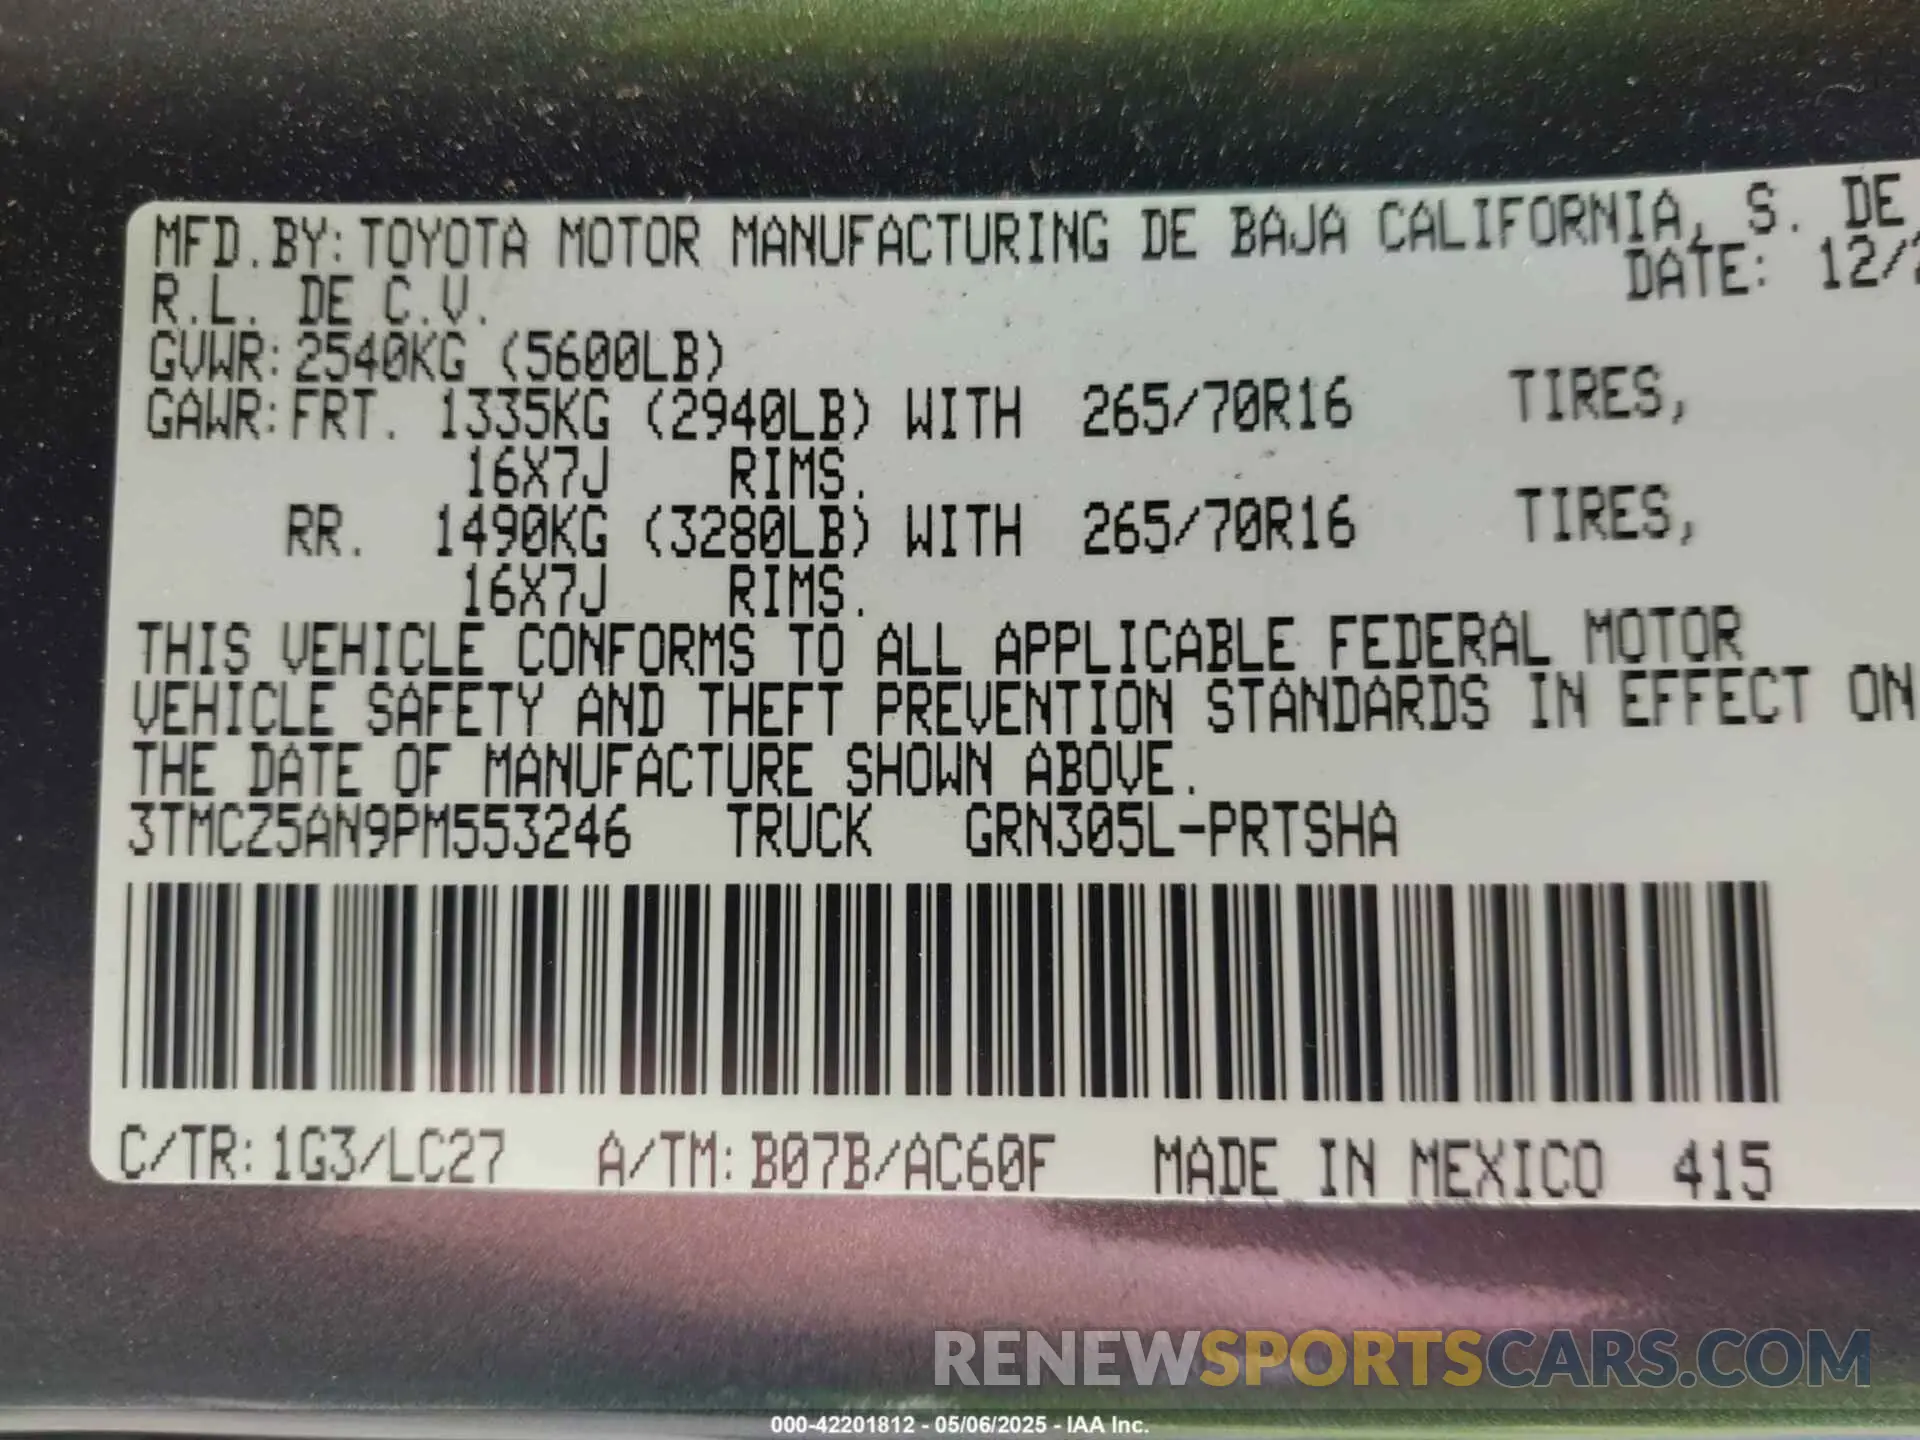 MFD.BY:TOYOTA MOTOR MANUFACTURING DE BAJA CALIFORNIA, S. DE
R.L. DE C.V. DATE: 12/2
GVWR:2540KG (5600LB)
GAWR:FRT. 1335KG (2940LB) WITH 265/70R16 TIRES,
16X7J RIMS.
RR. 1490KG (3280LB) WITH 265/70R16 TIRES,
16X7J RIMS.
THIS VEHICLE CONFORMS TO ALL APPLICABLE FEDERAL MOTOR
VEHICLE SAFETY AND THEFT PREVENTION STANDARDS IN EFFECT ON
THE DATE OF MANUFACTURE SHOWN ABOVE.
3TMCZ5AN9PM553246 TRUCK GRN305L-PRTSHA
C/TR:1G3/LC27 A/TM:B07B/AC60F MADE IN MEXICO 415
RENEWSPORTSCARS.COM
000-42201812 - 05/06/2025 - IAA Inc.